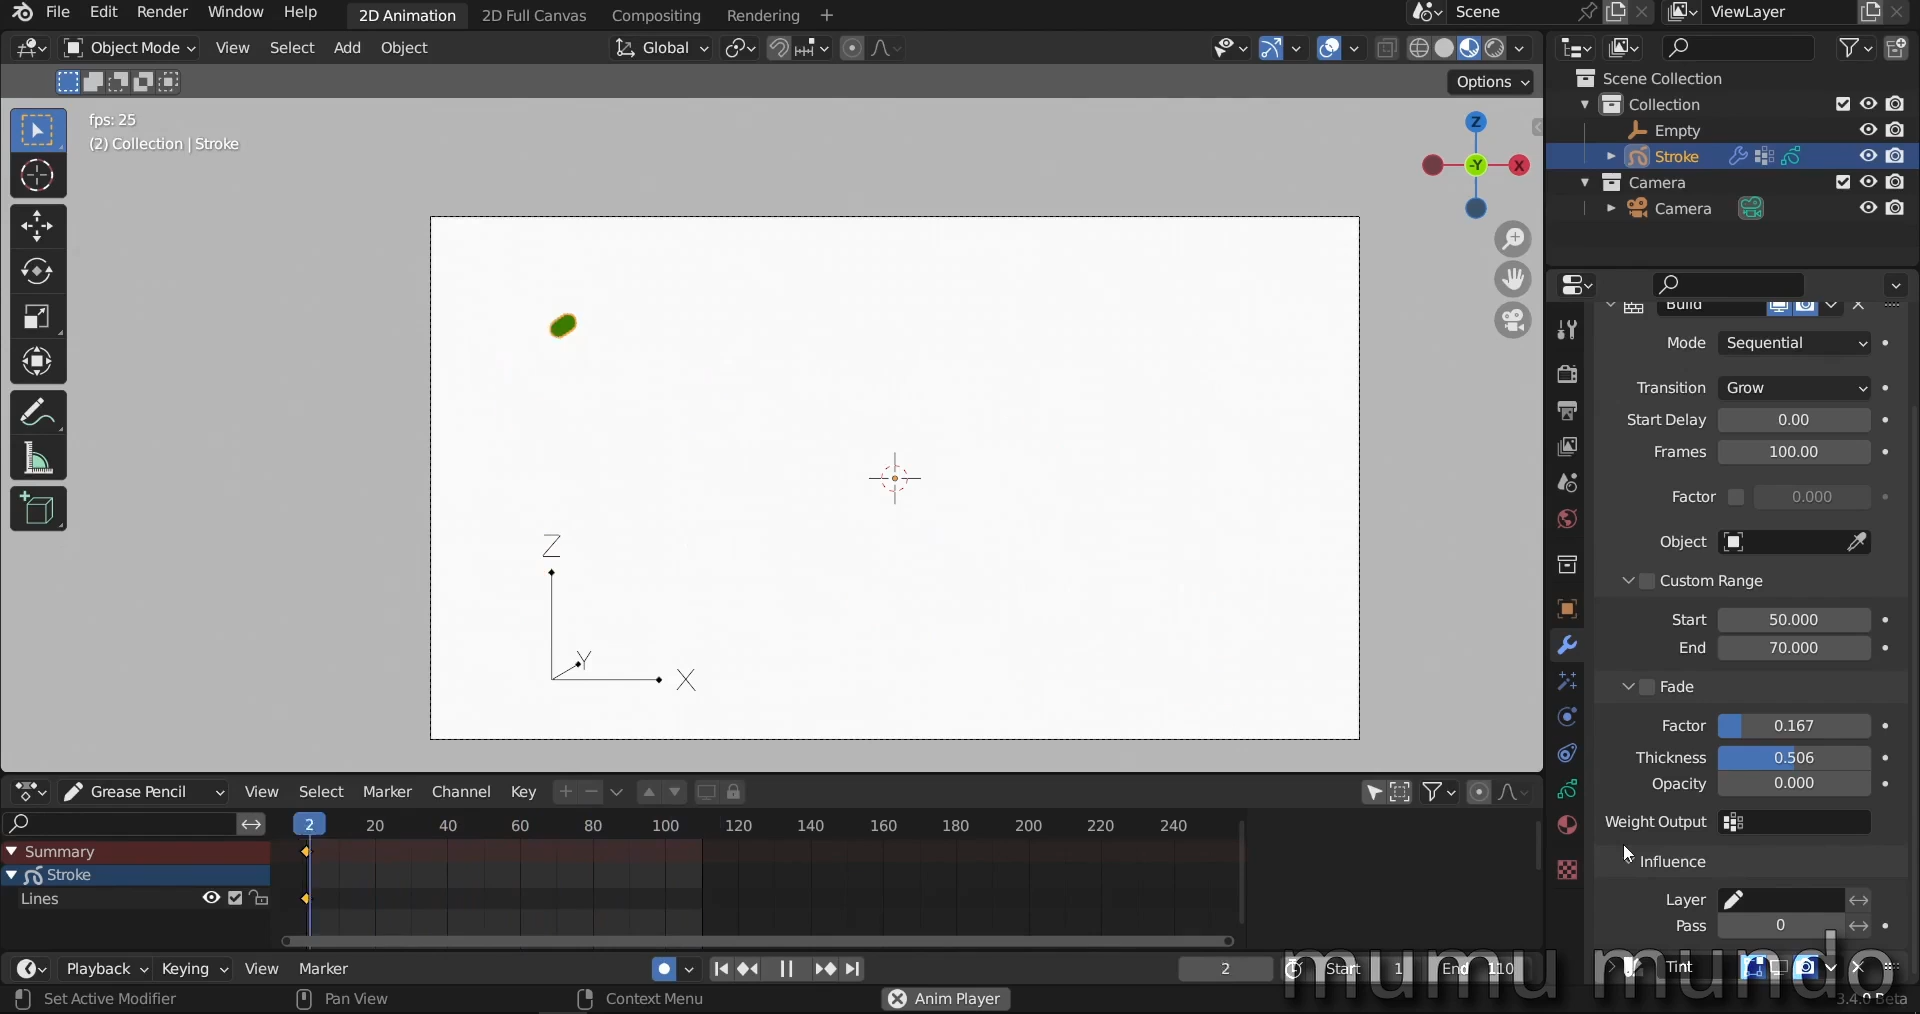 File Edit Render Window Help 2D Animation 2D Full Canvas Compositing Rendering + Scene ViewLayer
Object Mode View Select Add Object Global
Options
fps: 25
(2) Collection | Stroke
Z
-Y
X
Scene Collection
Collection
Empty
Stroke
Camera
Camera
Z
Y
X
Build
Mode Sequential
Transition Grow
Start Delay 0.00
Frames 100.00
Factor 0.000
Object
Custom Range
Start 50.000
End 70.000
Fade
Factor 0.167
Thickness 0.506
Opacity 0.000
Weight Output
Influence
Layer
Pass 0
Tint
Grease Pencil View Select Marker Channel Key
2 20 40 60 80 100 120 140 160 180 200 220 240
Summary
Stroke
Lines
Playback Keying View Marker 2 Start 1 End 110
mumu mundo
Set Active Modifier Pan View Context Menu Anim Player 3.4.0 Beta